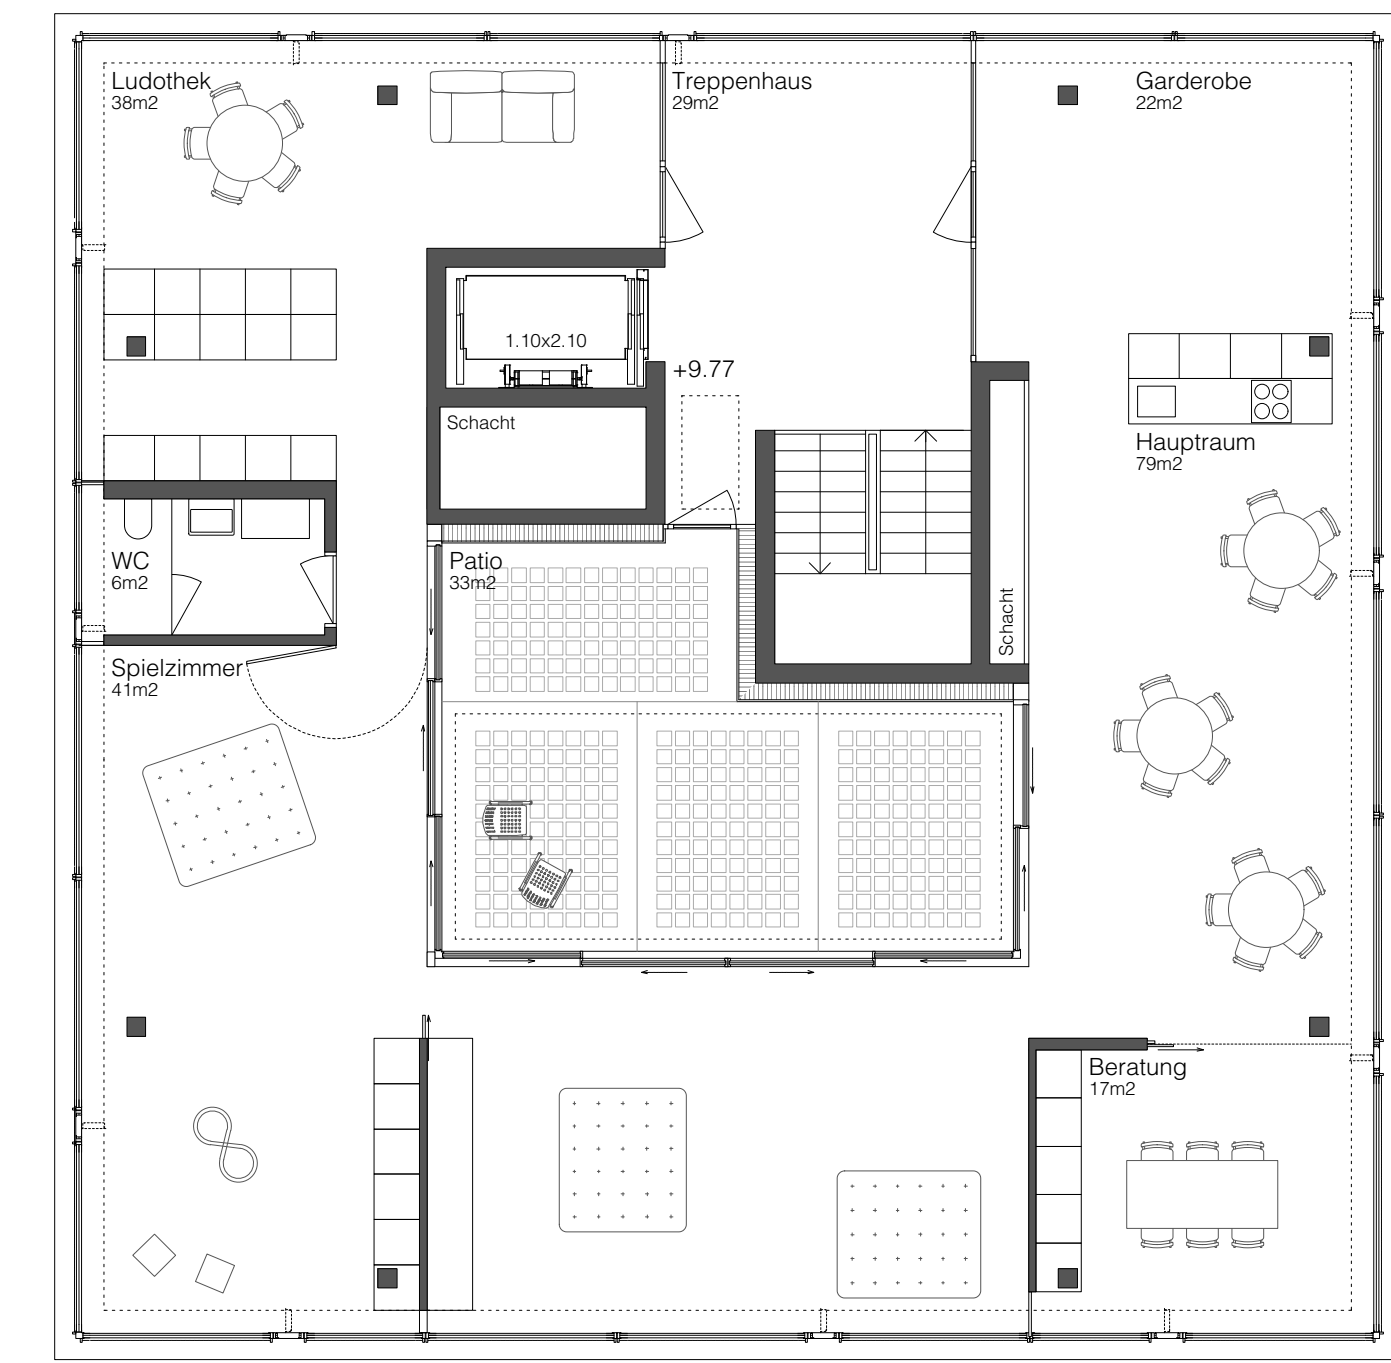 Ludothek
38m2
Treppenhaus
29m2
Garderobe
22m2
1.10x2.10
+9.77
Schacht
Hauptraum
79m2
WC
6m2
Patio
33m2
Schacht
Spielzimmer
41m2
Beratung
17m2